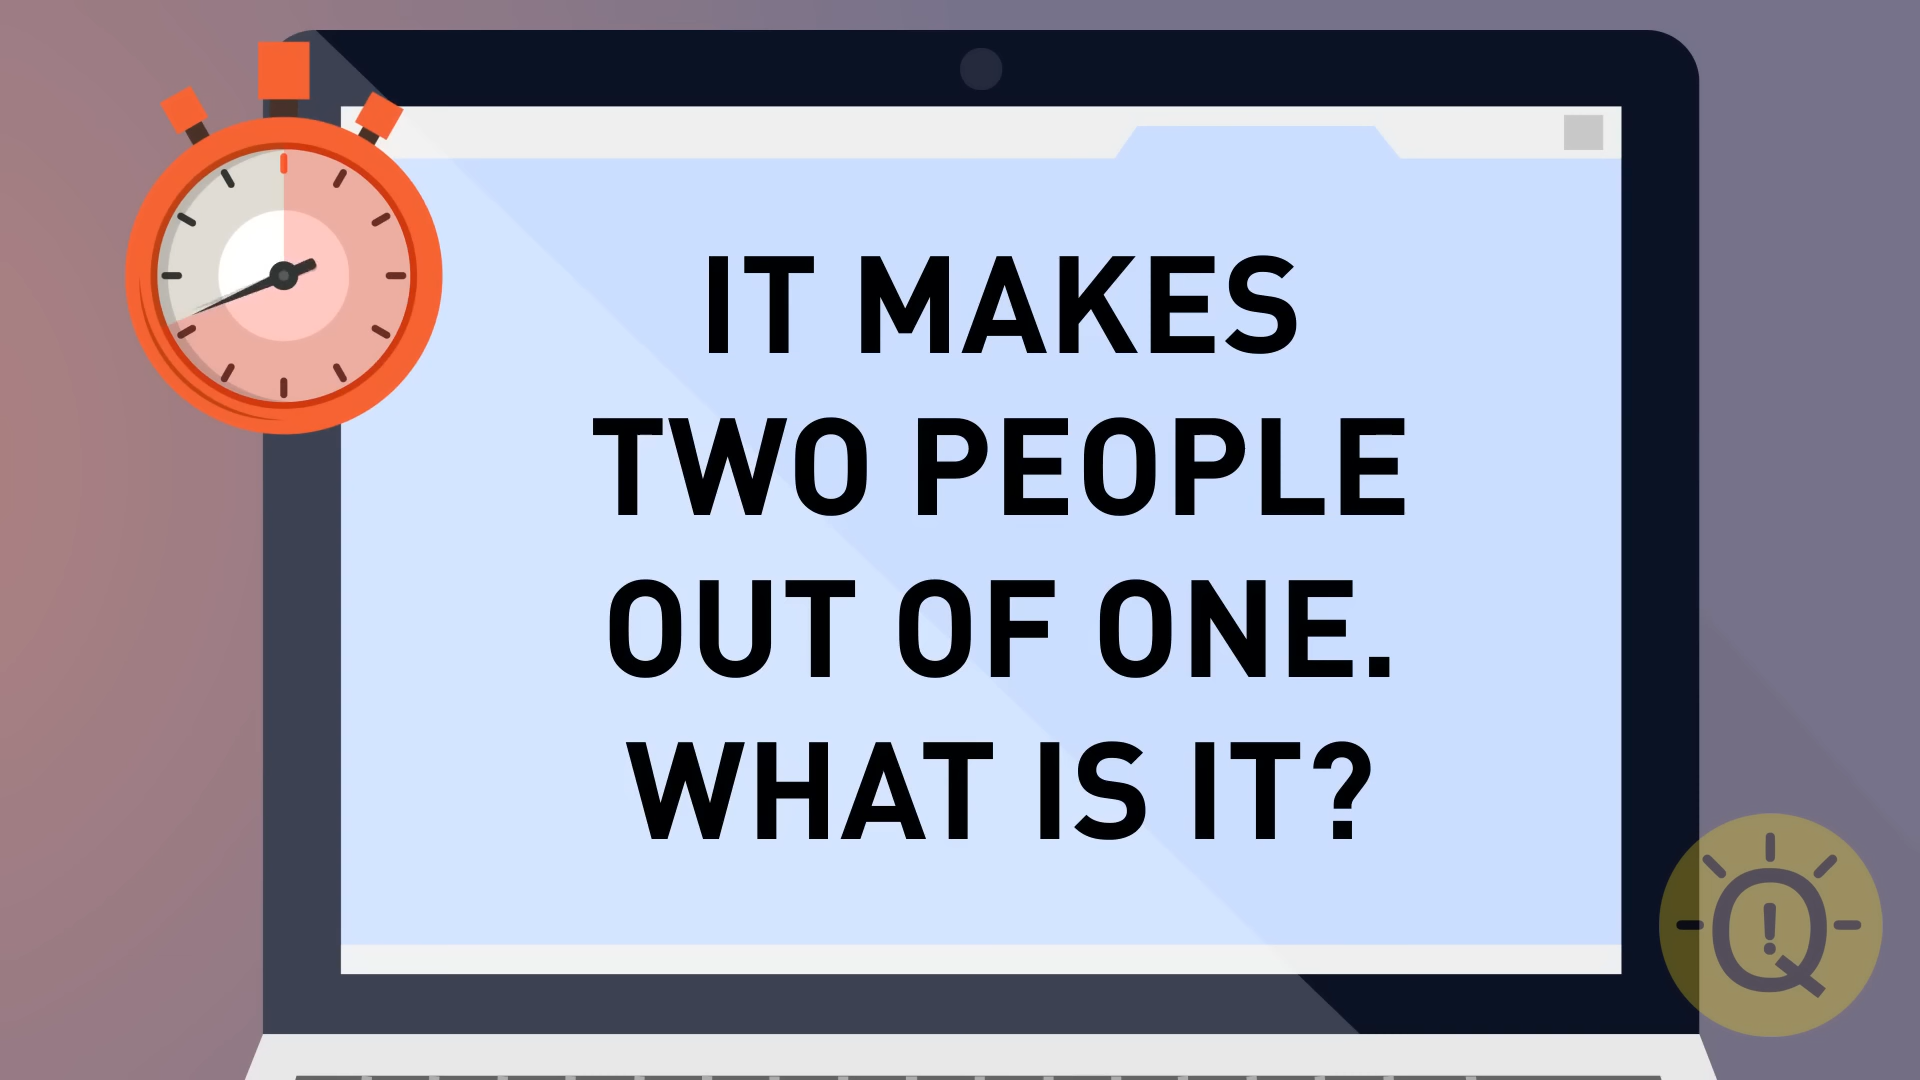 IT MAKES
TWO PEOPLE
OUT OF ONE.
WHAT IS IT?
Q!